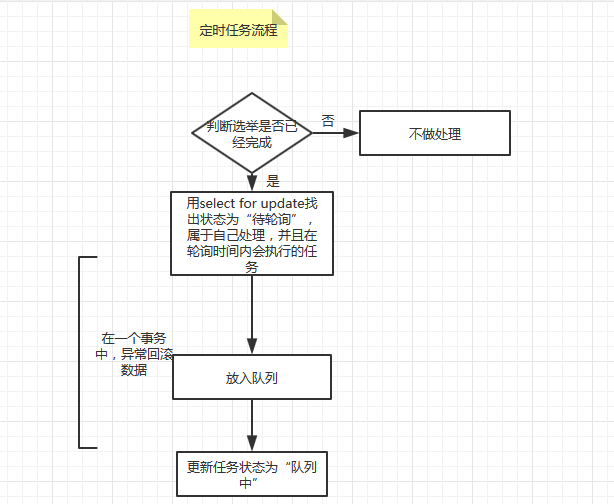 定时任务流程
判断选举是否已
经完成
否
不做处理
是
用select for update找
出状态为“待轮询”，
属于自己处理，并且在
轮询时间内会执行的任
务
在一个事务
中，异常回滚
数据
放入队列
更新任务状态为“队列
中”